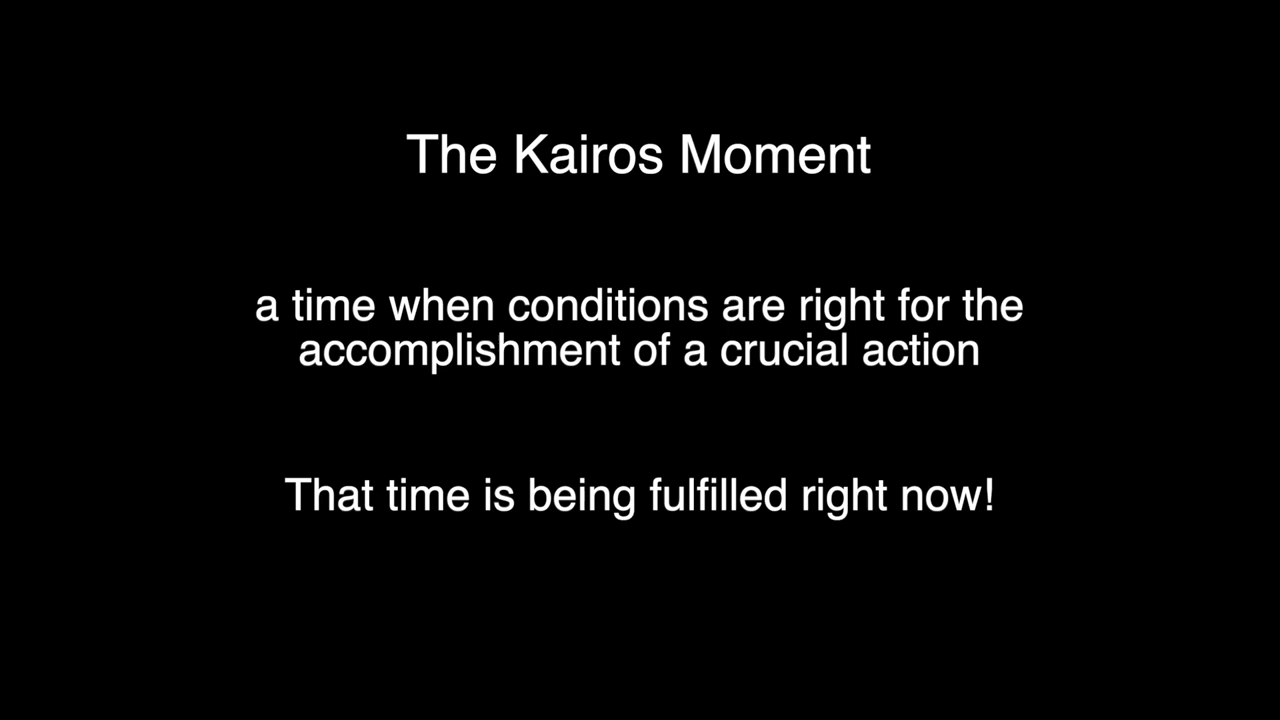 The Kairos Moment
a time when conditions are right for the
accomplishment of a crucial action
That time is being fulfilled right now!